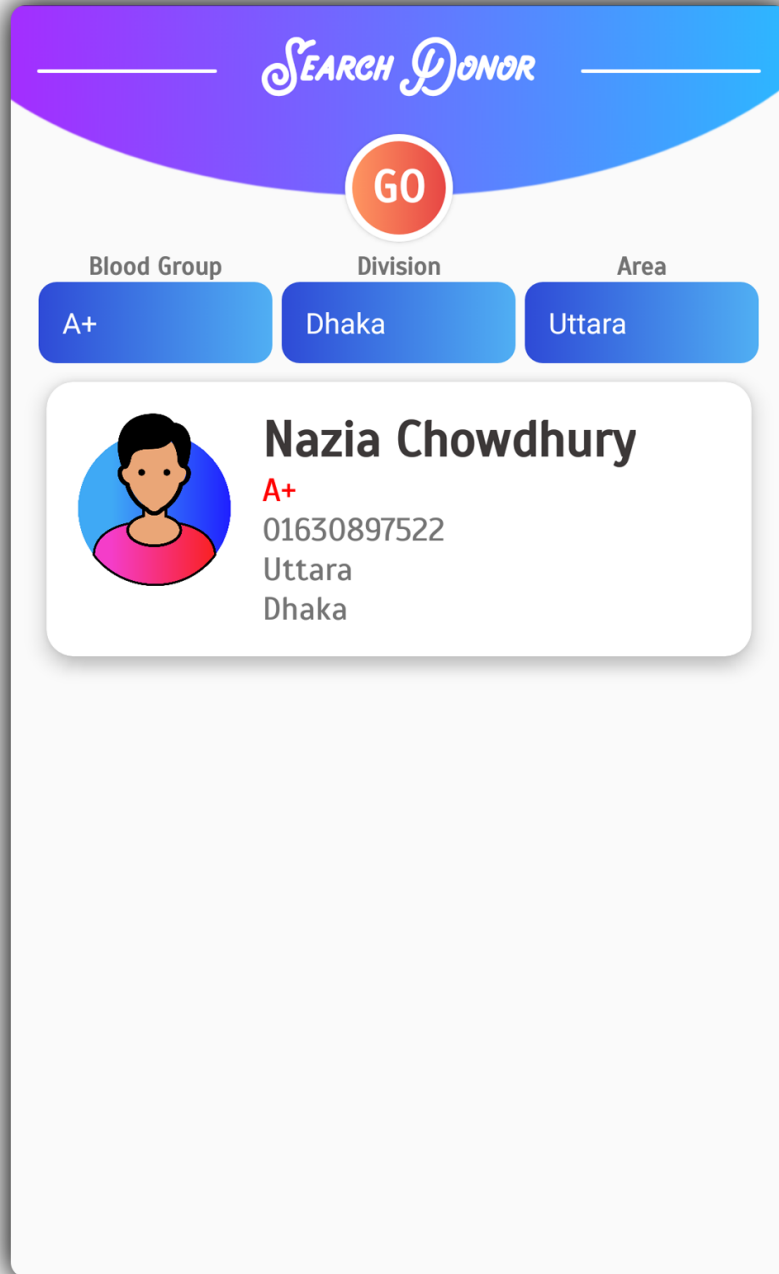 Search Donor
GO
Blood Group Division Area
A+ Dhaka Uttara
Nazia Chowdhury
A+
01630897522
Uttara
Dhaka